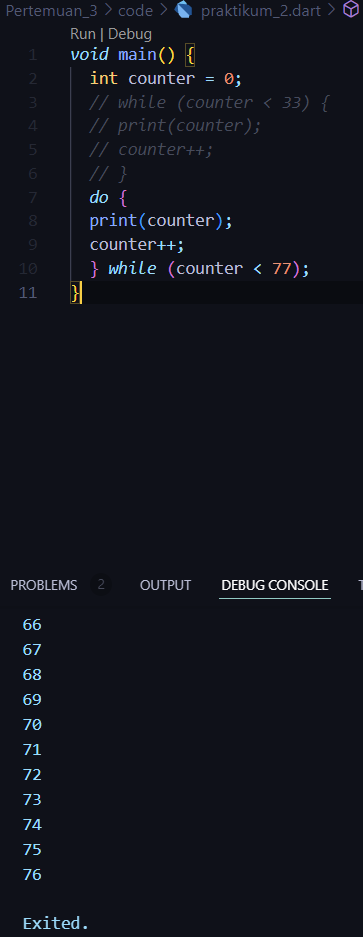 Pertemuan_3 > code > praktikum_2.dart >
Run | Debug
1 void main() {
2 int counter = 0;
3 // while (counter < 33) {
4 // print(counter);
5 // counter++;
6 // }
7 do {
8 print(counter);
9 counter++;
10 } while (counter < 77);
11 }
PROBLEMS 2 OUTPUT DEBUG CONSOLE
66
67
68
69
70
71
72
73
74
75
76
Exited.